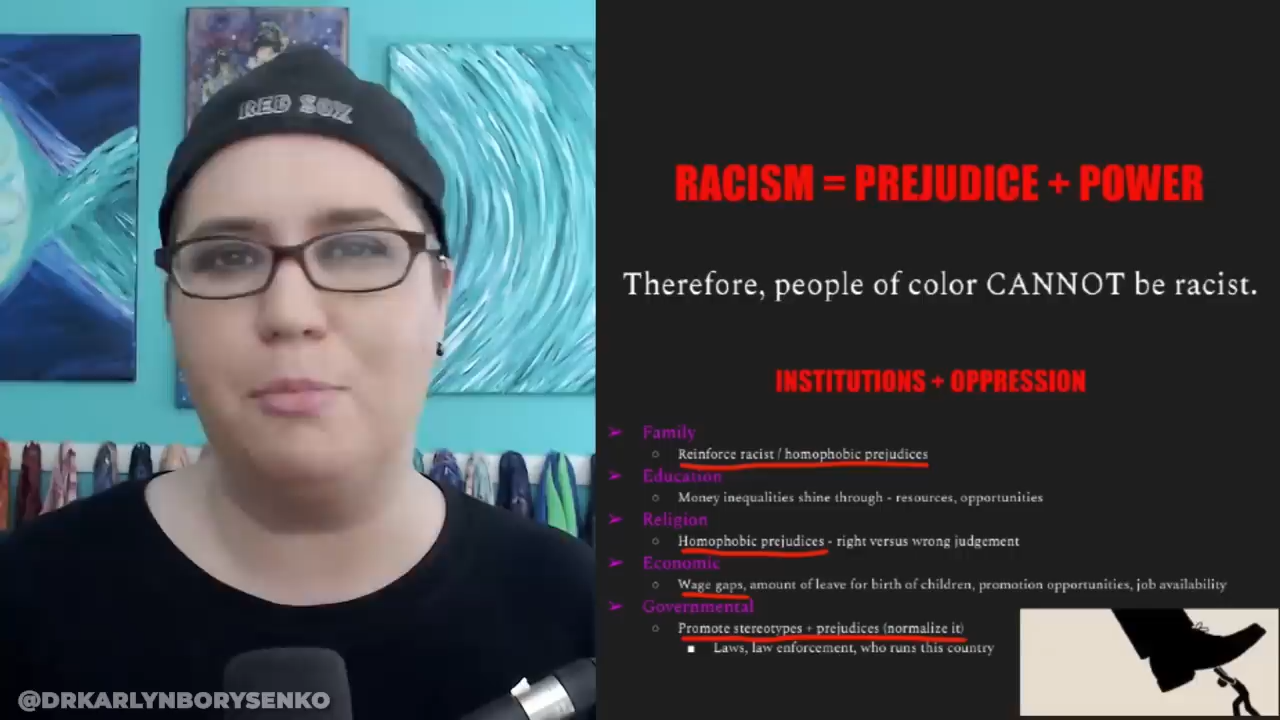 RED SOX
@DRKARLYNBORYSENKO
RACISM = PREJUDICE + POWER
Therefore, people of color CANNOT be racist.
INSTITUTIONS + OPPRESSION
➢ Family
○ Reinforce racist / homophobic prejudices
➢ Education
○ Money inequalities shine through - resources, opportunities
➢ Religion
○ Homophobic prejudices - right versus wrong judgement
➢ Economic
○ Wage gaps, amount of leave for birth of children, promotion opportunities, job availability
➢ Governmental
○ Promote stereotypes + prejudices (normalize it)
■ Laws, law enforcement, who runs this country